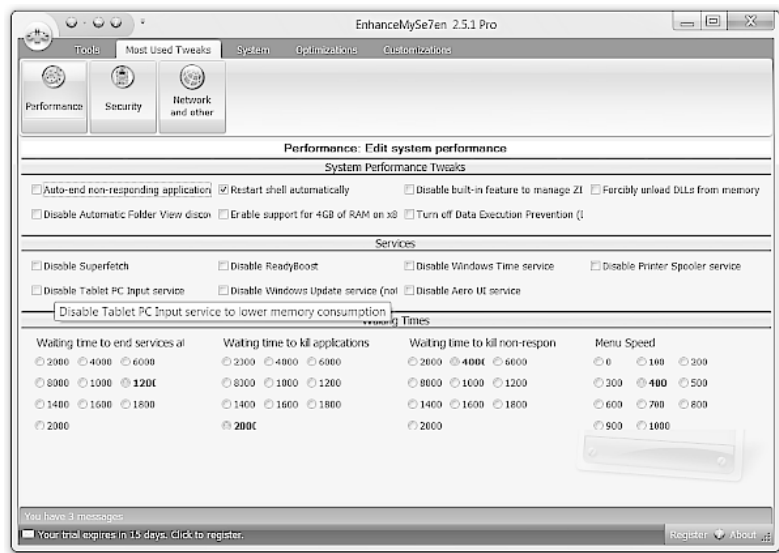 EnhanceMySe7en 2.5.1 Pro
Tools Most Used Tweaks System Optimizations Customizations
Performance Security Network and other
Performance: Edit system performance
System Performance Tweaks
Auto-end non-responding application Restart shell automatically Disable built-in feature to manage ZI Forcibly unload DLLs from memory
Disable Automatic Folder View disco Enable support for 4GB of RAM on x8 Turn off Data Execution Prevention (
Services
Disable Superfetch Disable ReadyBoost Disable Windows Time service Disable Printer Spooler service
Disable Tablet PC Input service Disable Windows Update service (not Disable Aero UI service
Disable Tablet PC Input service to lower memory consumption
Waiting Times
Waiting time to end services a Waiting time to kill applications Waiting time to kill non-respon Menu Speed
2000 4000 6000 4000 6000 2000 400 6000 0 100 200
8000 1000 120 8000 1000 1200 8000 1000 1200 300 400 500
1400 1600 1800 1400 1600 1800 1400 1600 1800 600 700 800
2000 200 2000 900 1000
You have 3 messages
Your trial expires in 15 days. Click to register. Register About